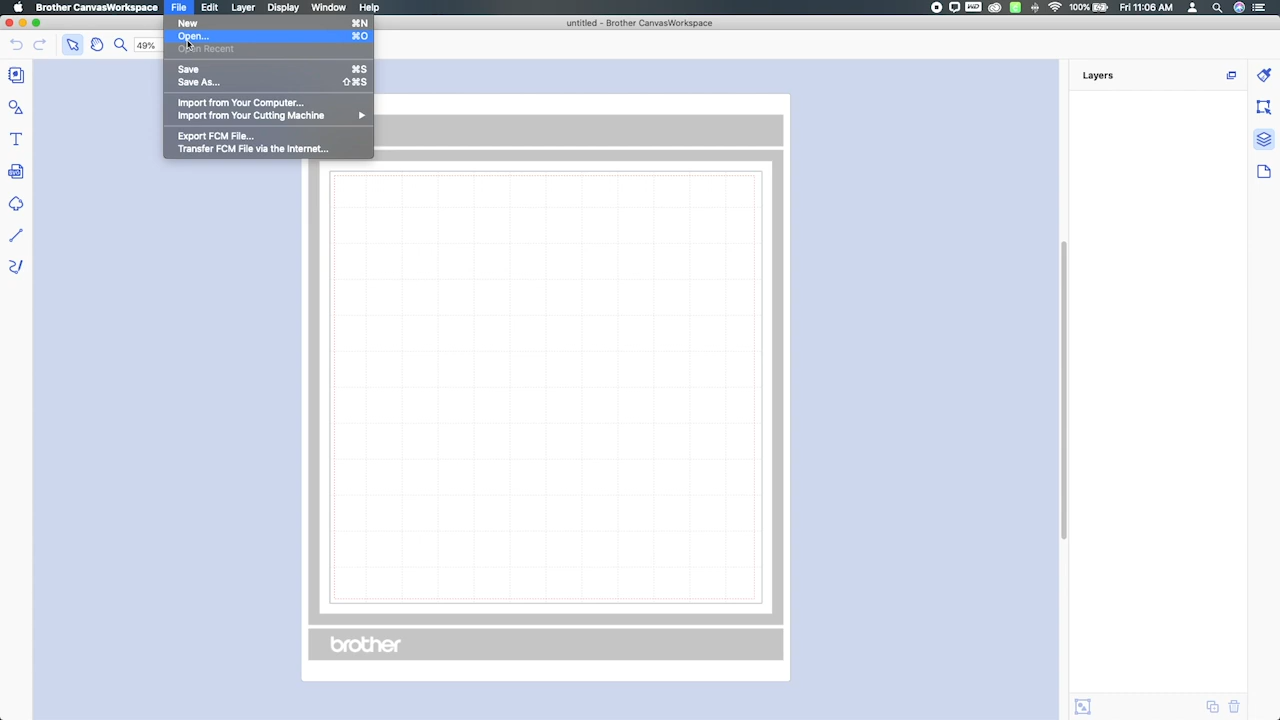 Brother CanvasWorkspace File Edit Layer Display Window Help 100% Fri 11:06 AM
untitled - Brother CanvasWorkspace
49%
New ⌘N
Open... ⌘O
Open Recent
Save ⌘S
Save As... ⇧⌘S
Import from Your Computer...
Import from Your Cutting Machine
Export FCM File...
Transfer FCM File via the Internet...
Layers
brother